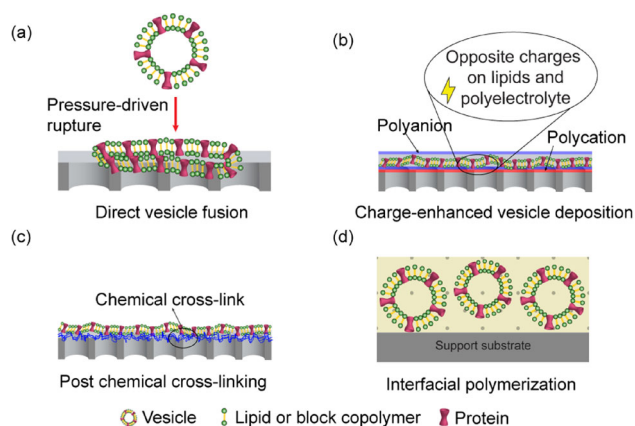 (a)
Pressure-driven
rupture
Direct vesicle fusion
(b)
Opposite charges
on lipids and
polyelectrolyte
Polyanion
Polycation
Charge-enhanced vesicle deposition
(c)
Chemical cross-link
Post chemical cross-linking
(d)
Support substrate
Interfacial polymerization
Vesicle
Lipid or block copolymer
Protein